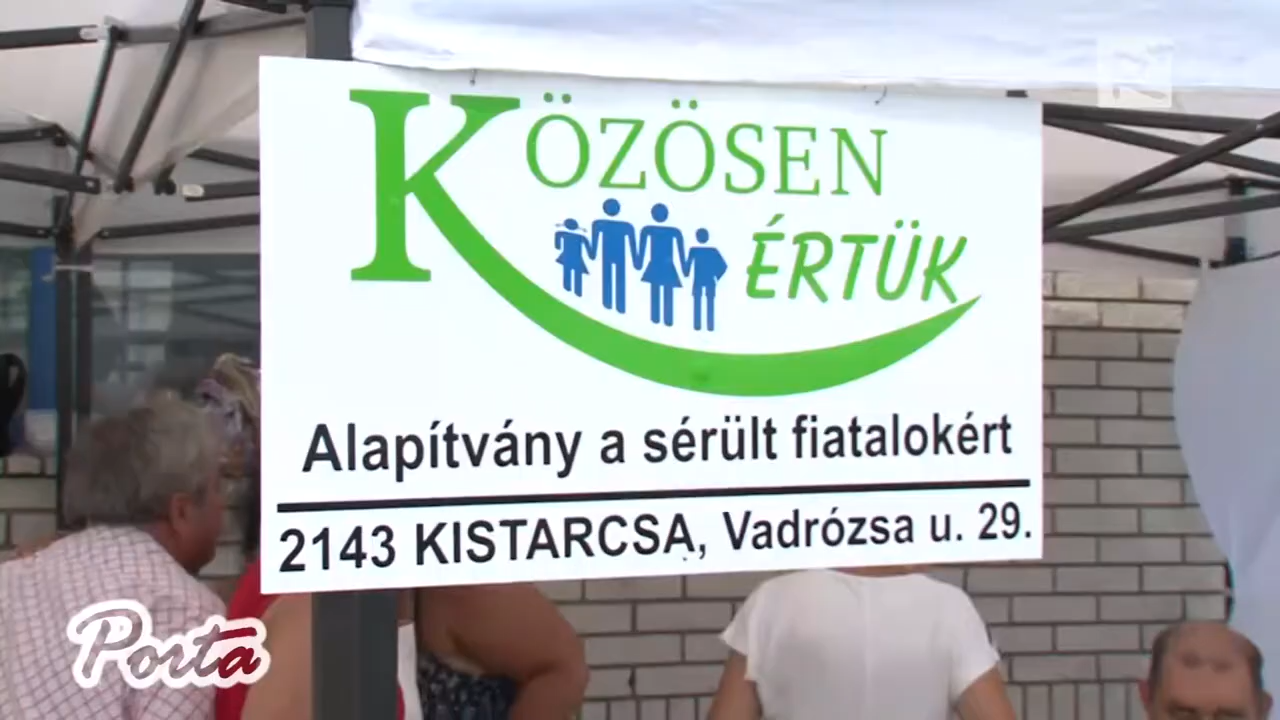 KÖZÖSEN
ÉRTÜK
Alapítvány a sérült fiatalokért
2143 KISTARCSA, Vadrózsa u. 29.
Porta